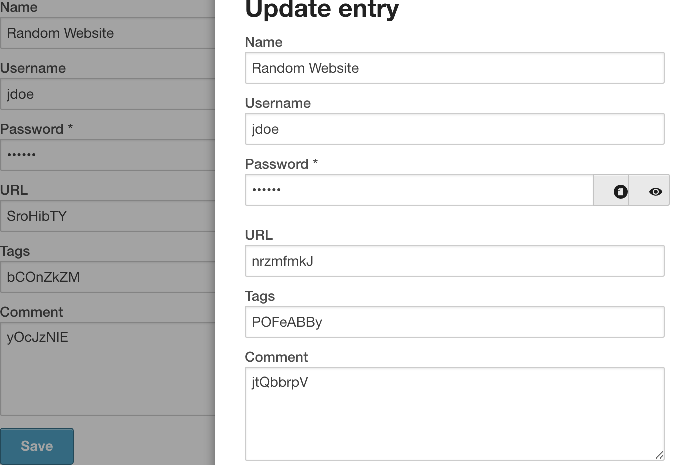 Name
Random Website
Username
jdoe
Password *
••••••
URL
SroHibTY
Tags
bCOnZkZM
Comment
yOcJzNIE
Save
Update entry
Name
Random Website
Username
jdoe
Password *
••••••
URL
nrzmfmkJ
Tags
POFeABBy
Comment
jtQbbrpV